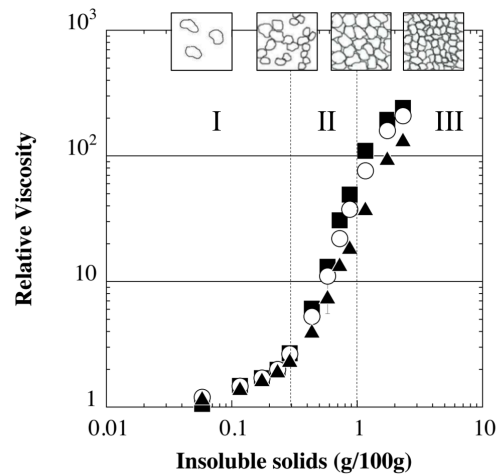 10³
I
II
III
10²
Relative Viscosity
10
1
0.01
0.1
1
10
Insoluble solids (g/100g)